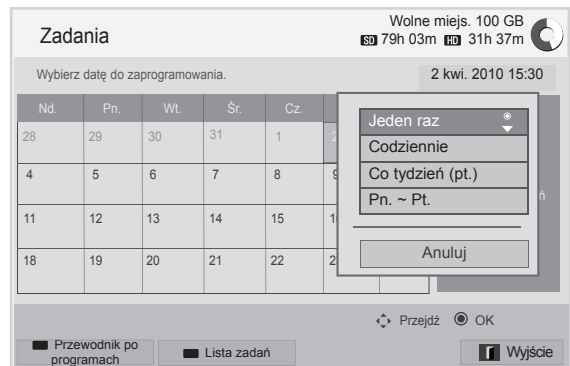 Zadania
Wolne miejs. 100 GB
SD 79h 03m HD 31h 37m
Wybierz datę do zaprogramowania.
2 kwi. 2010 15:30
Nd. Pn. Wt. Śr. Cz.
28 29 30 31 1 2
4 5 6 7 8 9
11 12 13 14 15
18 19 20 21 22
Jeden raz
Codziennie
Co tydzień (pt.)
Pn. ~ Pt.
Anuluj
Przejdź OK
Przewodnik po
programach
Lista zadań
Wyjście